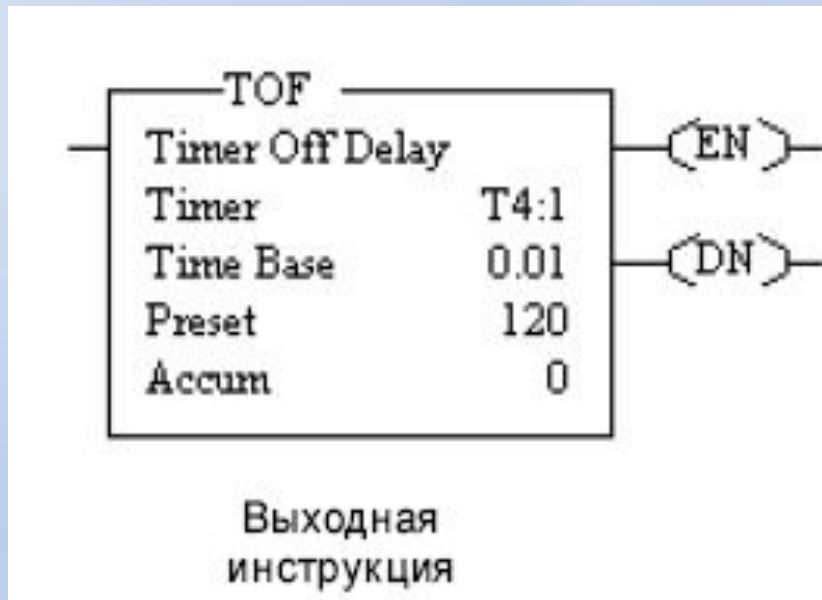 TOF
Timer Off Delay
EN
Timer T4:1
Time Base 0.01
DN
Preset 120
Accum 0
Выходная
инструкция